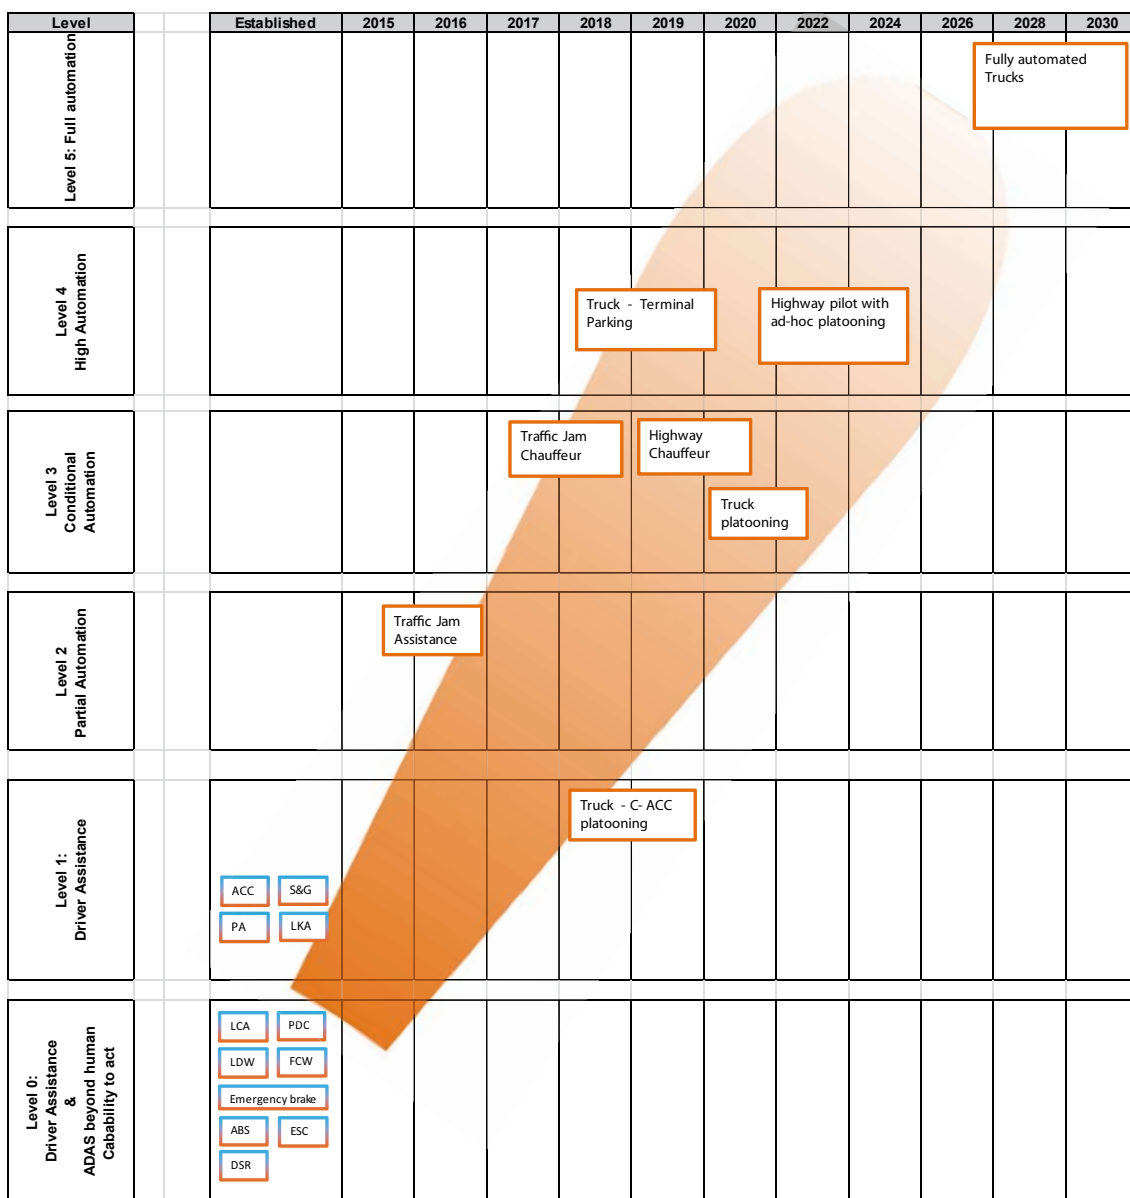 Level Established 2015 2016 2017 2018 2019 2020 2022 2024 2026 2028 2030
Level 5: Full automation
Fully automated
Trucks
Level 4
High Automation
Truck - Terminal
Parking
Highway pilot with
ad-hoc platooning
Level 3
Conditional
Automation
Traffic Jam
Chauffeur
Highway
Chauffeur
Truck
platooning
Level 2
Partial Automation
Traffic Jam
Assistance
Level 1:
Driver Assistance
Truck - C- ACC
platooning
ACC S&G
PA LKA
Level 0:
Driver Assistance
&
ADAS beyond human
Cabability to act
LCA PDC
LDW FCW
Emergency brake
ABS ESC
DSR